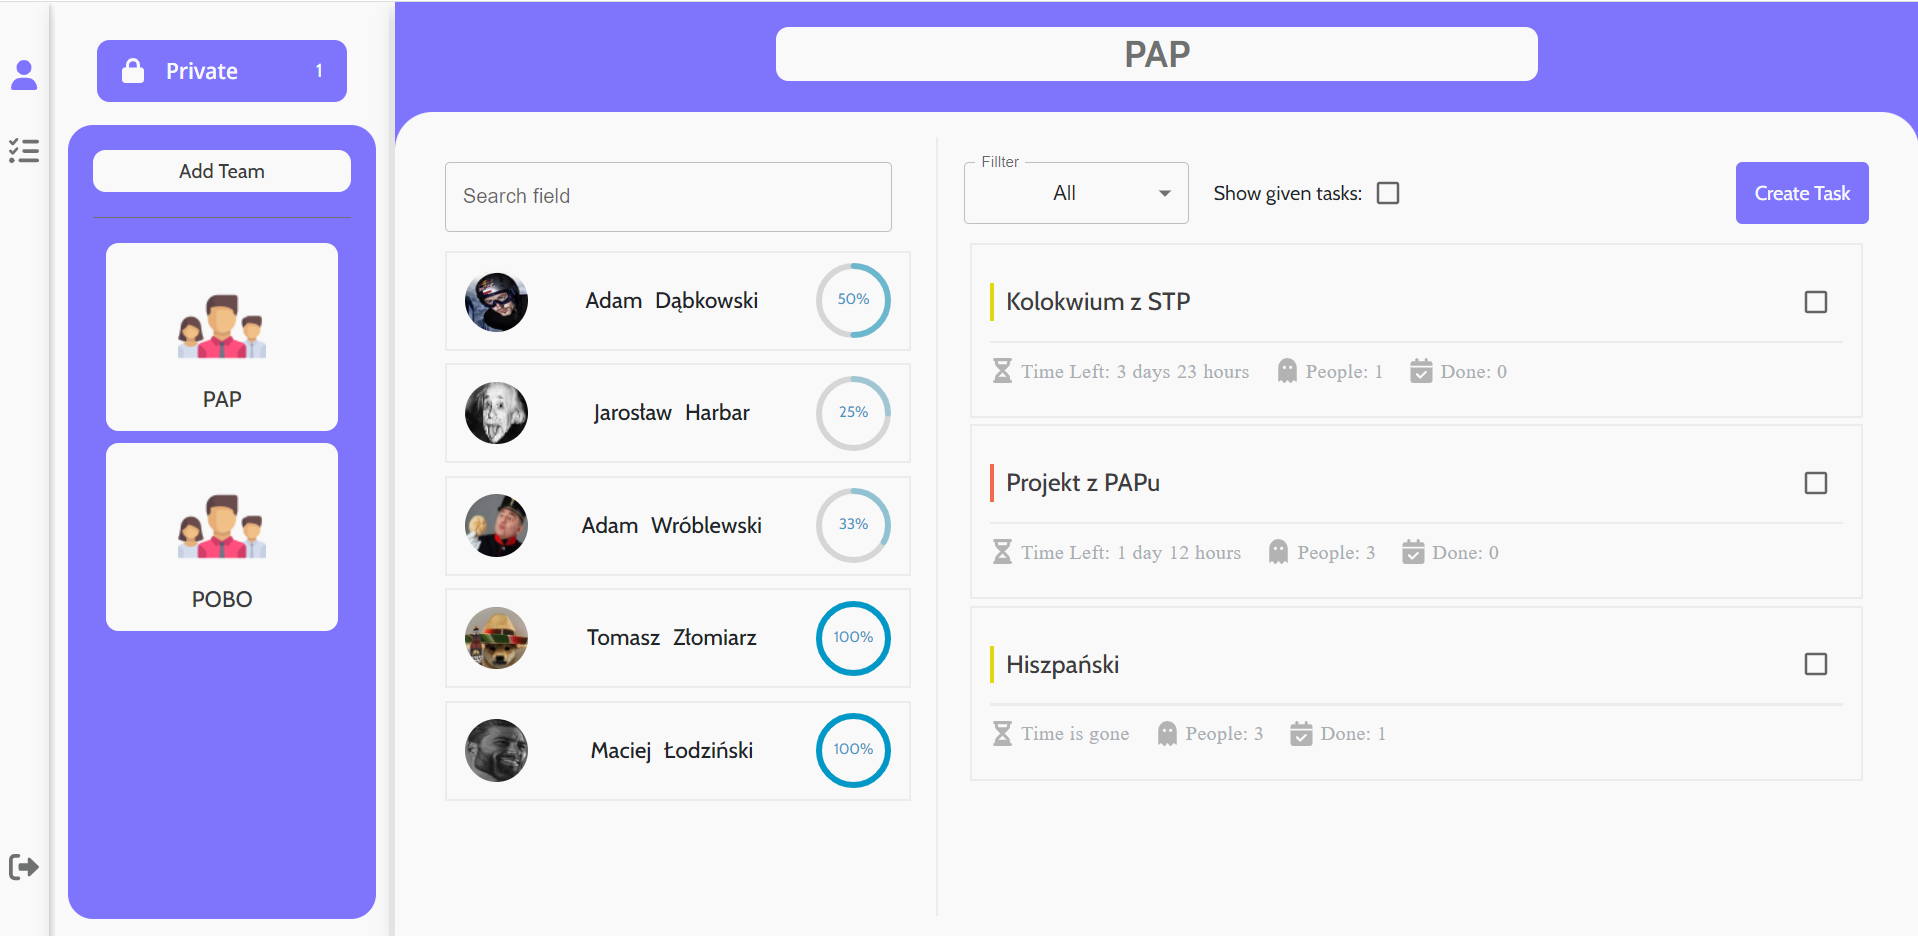 Private 1
Add Team
PAP
POBO
PAP
Search field
Adam Dąbkowski 50%
Jarosław Harbar 25%
Adam Wróblewski 33%
Tomasz Złomiarz 100%
Maciej Łodziński 100%
Fillter
All
Show given tasks:
Create Task
Kolokwium z STP
Time Left: 3 days 23 hours People: 1 Done: 0
Projekt z PAPu
Time Left: 1 day 12 hours People: 3 Done: 0
Hiszpański
Time is gone People: 3 Done: 1